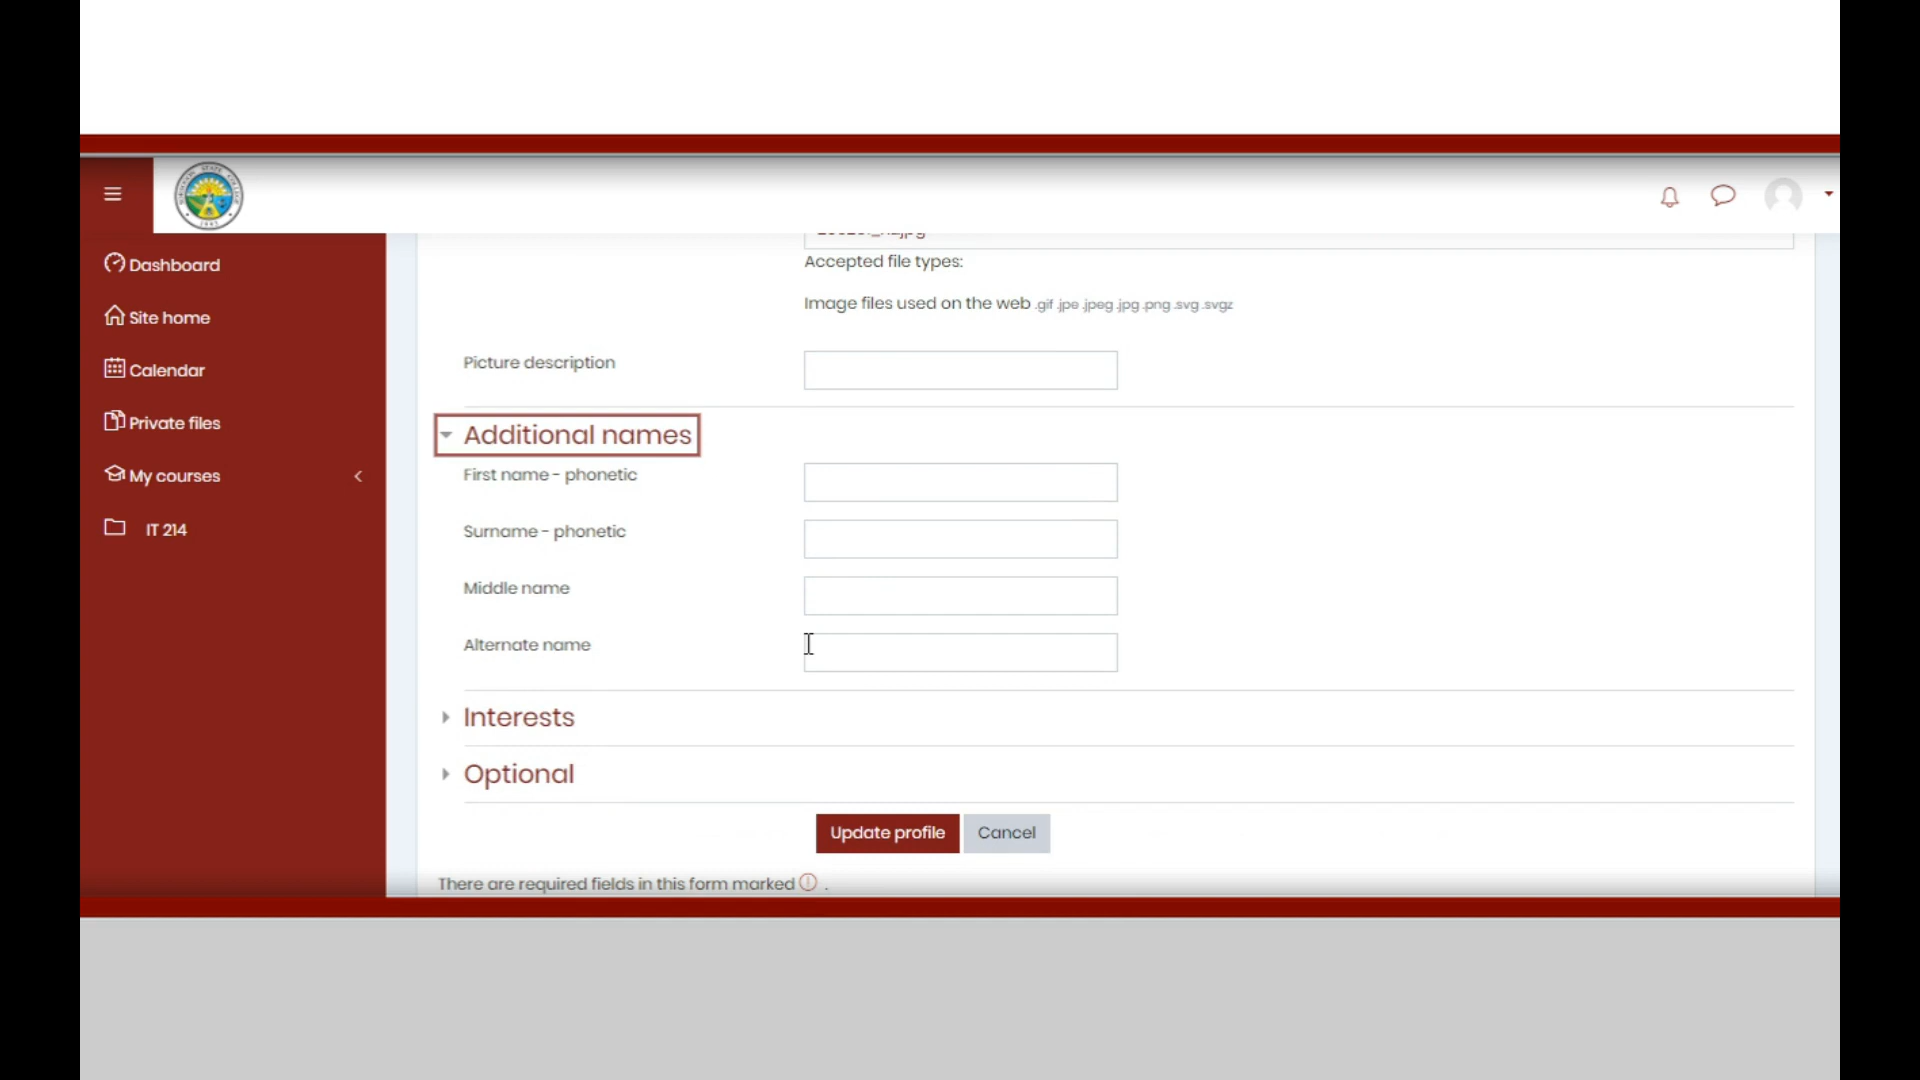 Accepted file types:
Image files used on the web .gif .jpe .jpeg .jpg .png .svg .svgz
Dashboard
Site home
Calendar
Private files
My courses
IT 214
Picture description
Additional names
First name - phonetic
Surname - phonetic
Middle name
Alternate name
Interests
Optional
Update profile Cancel
There are required fields in this form marked .